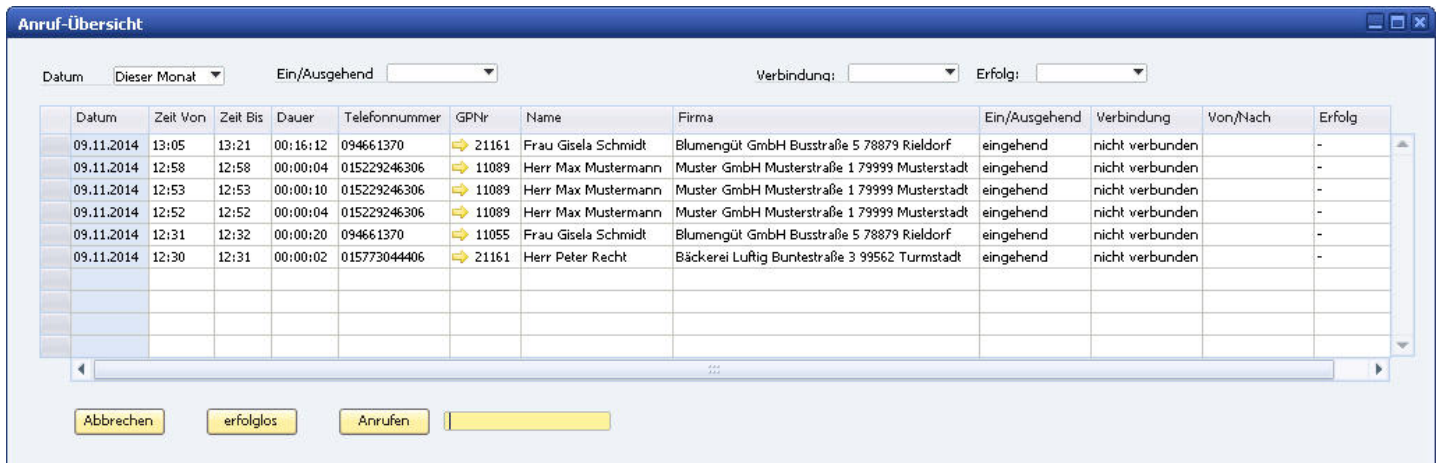 Anruf-Übersicht
Datum Dieser Monat Ein/Ausgehend Verbindung: Erfolg:
Datum Zeit Von Zeit Bis Dauer Telefonnummer GPNr Name Firma Ein/Ausgehend Verbindung Von/Nach Erfolg
09.11.2014 13:05 13:21 00:16:12 094661370 21161 Frau Gisela Schmidt Blumengüt GmbH Busstraße 5 78879 Rieldorf eingehend nicht verbunden -
09.11.2014 12:58 12:58 00:00:04 015229246306 11089 Herr Max Mustermann Muster GmbH Musterstraße 1 79999 Musterstadt eingehend nicht verbunden -
09.11.2014 12:53 12:53 00:00:10 015229246306 11089 Herr Max Mustermann Muster GmbH Musterstraße 1 79999 Musterstadt eingehend nicht verbunden -
09.11.2014 12:52 12:52 00:00:04 015229246306 11089 Herr Max Mustermann Muster GmbH Musterstraße 1 79999 Musterstadt eingehend nicht verbunden -
09.11.2014 12:31 12:32 00:00:20 094661370 11055 Frau Gisela Schmidt Blumengüt GmbH Busstraße 5 78879 Rieldorf eingehend nicht verbunden -
09.11.2014 12:30 12:31 00:00:02 015773044406 21161 Herr Peter Recht Bäckerei Luftig Buntestraße 3 99562 Turmstadt eingehend nicht verbunden -
Abbrechen erfolglos Anrufen